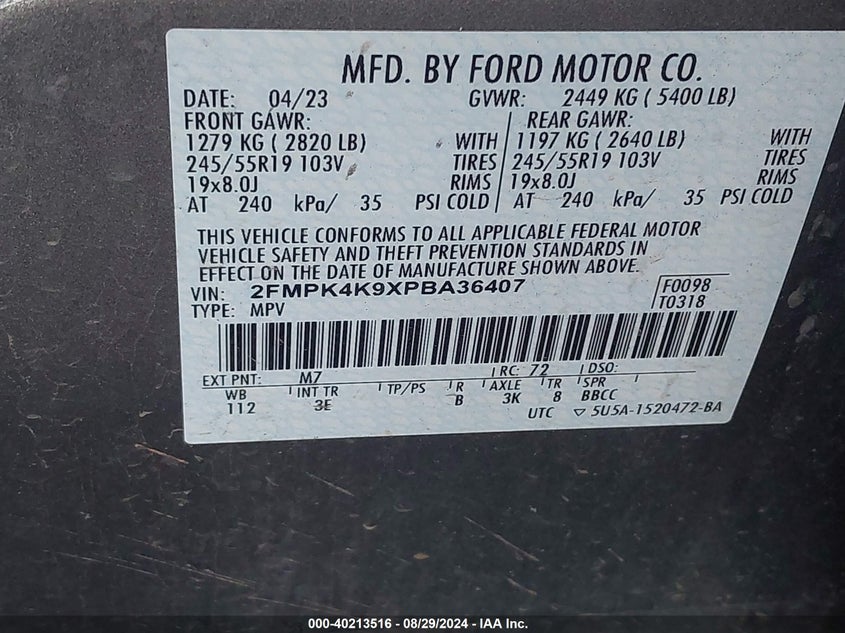 MFD. BY FORD MOTOR CO.
DATE: 04/23 GVWR: 2449 KG ( 5400 LB)
FRONT GAWR: REAR GAWR:
1279 KG ( 2820 LB) WITH 1197 KG ( 2640 LB) WITH
245/55R19 103V TIRES 245/55R19 103V TIRES
19x8.0J RIMS 19x8.0J RIMS
AT 240 kPa/ 35 PSI COLD AT 240 kPa/ 35 PSI COLD
THIS VEHICLE CONFORMS TO ALL APPLICABLE FEDERAL MOTOR
VEHICLE SAFETY AND THEFT PREVENTION STANDARDS IN
EFFECT ON THE DATE OF MANUFACTURE SHOWN ABOVE.
VIN: 2FMPK4K9XPBA36407 F0098
TYPE: MPV T0318
EXT PNT: M7 RC: 72 DSO:
WB INT TR TP/PS R AXLE TR SPR
112 3E B 3K 8 BBCC
UTC ▽ 5U5A-1520472-BA
000-40213516 - 08/29/2024 - IAA Inc.